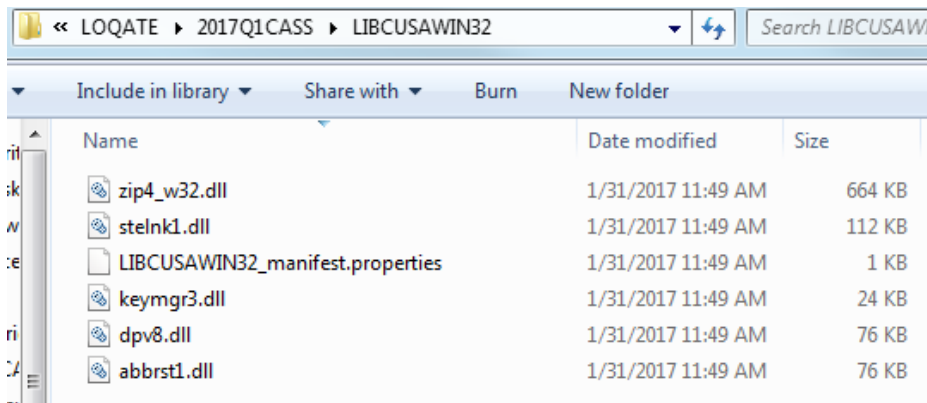 « LOQATE ▸ 2017Q1CASS ▸ LIBCUSAWIN32 Search LIBCUSAWI
Include in library Share with Burn New folder
Name Date modified Size
zip4_w32.dll 1/31/2017 11:49 AM 664 KB
stelnk1.dll 1/31/2017 11:49 AM 112 KB
LIBCUSAWIN32_manifest.properties 1/31/2017 11:49 AM 1 KB
keymgr3.dll 1/31/2017 11:49 AM 24 KB
dpv8.dll 1/31/2017 11:49 AM 76 KB
abbrst1.dll 1/31/2017 11:49 AM 76 KB